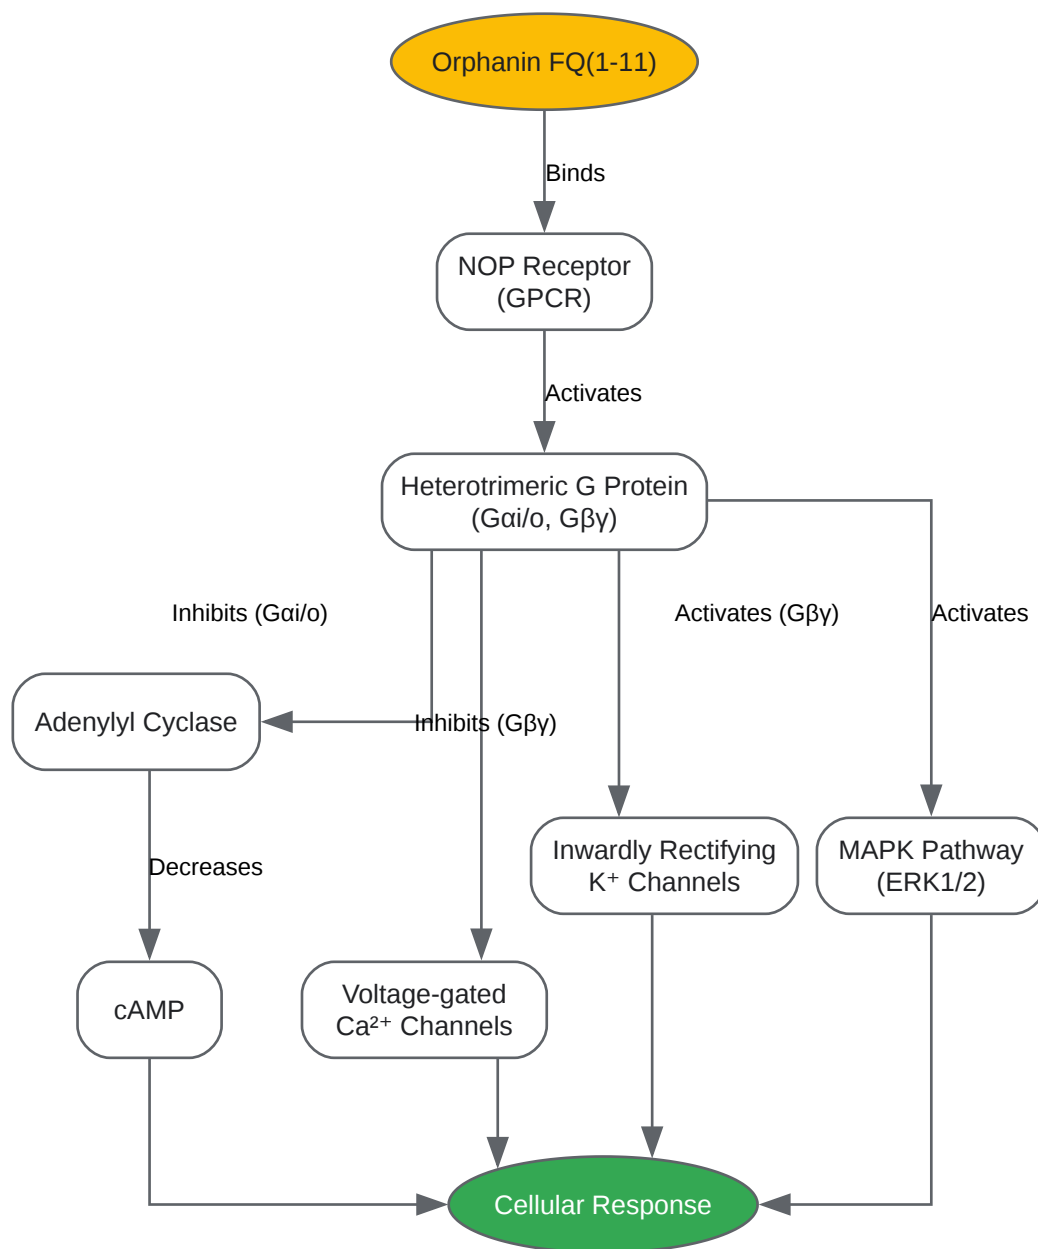 Orphanin FQ(1-11)
Binds
NOP Receptor
(GPCR)
Activates
Heterotrimeric G Protein
(Gαi/o, Gβγ)
Inhibits (Gαi/o)
Activates (Gβγ)
Activates
Adenylyl Cyclase
Inhibits (Gβγ)
Decreases
Inwardly Rectifying
K⁺ Channels
MAPK Pathway
(ERK1/2)
cAMP
Voltage-gated
Ca²⁺ Channels
Cellular Response